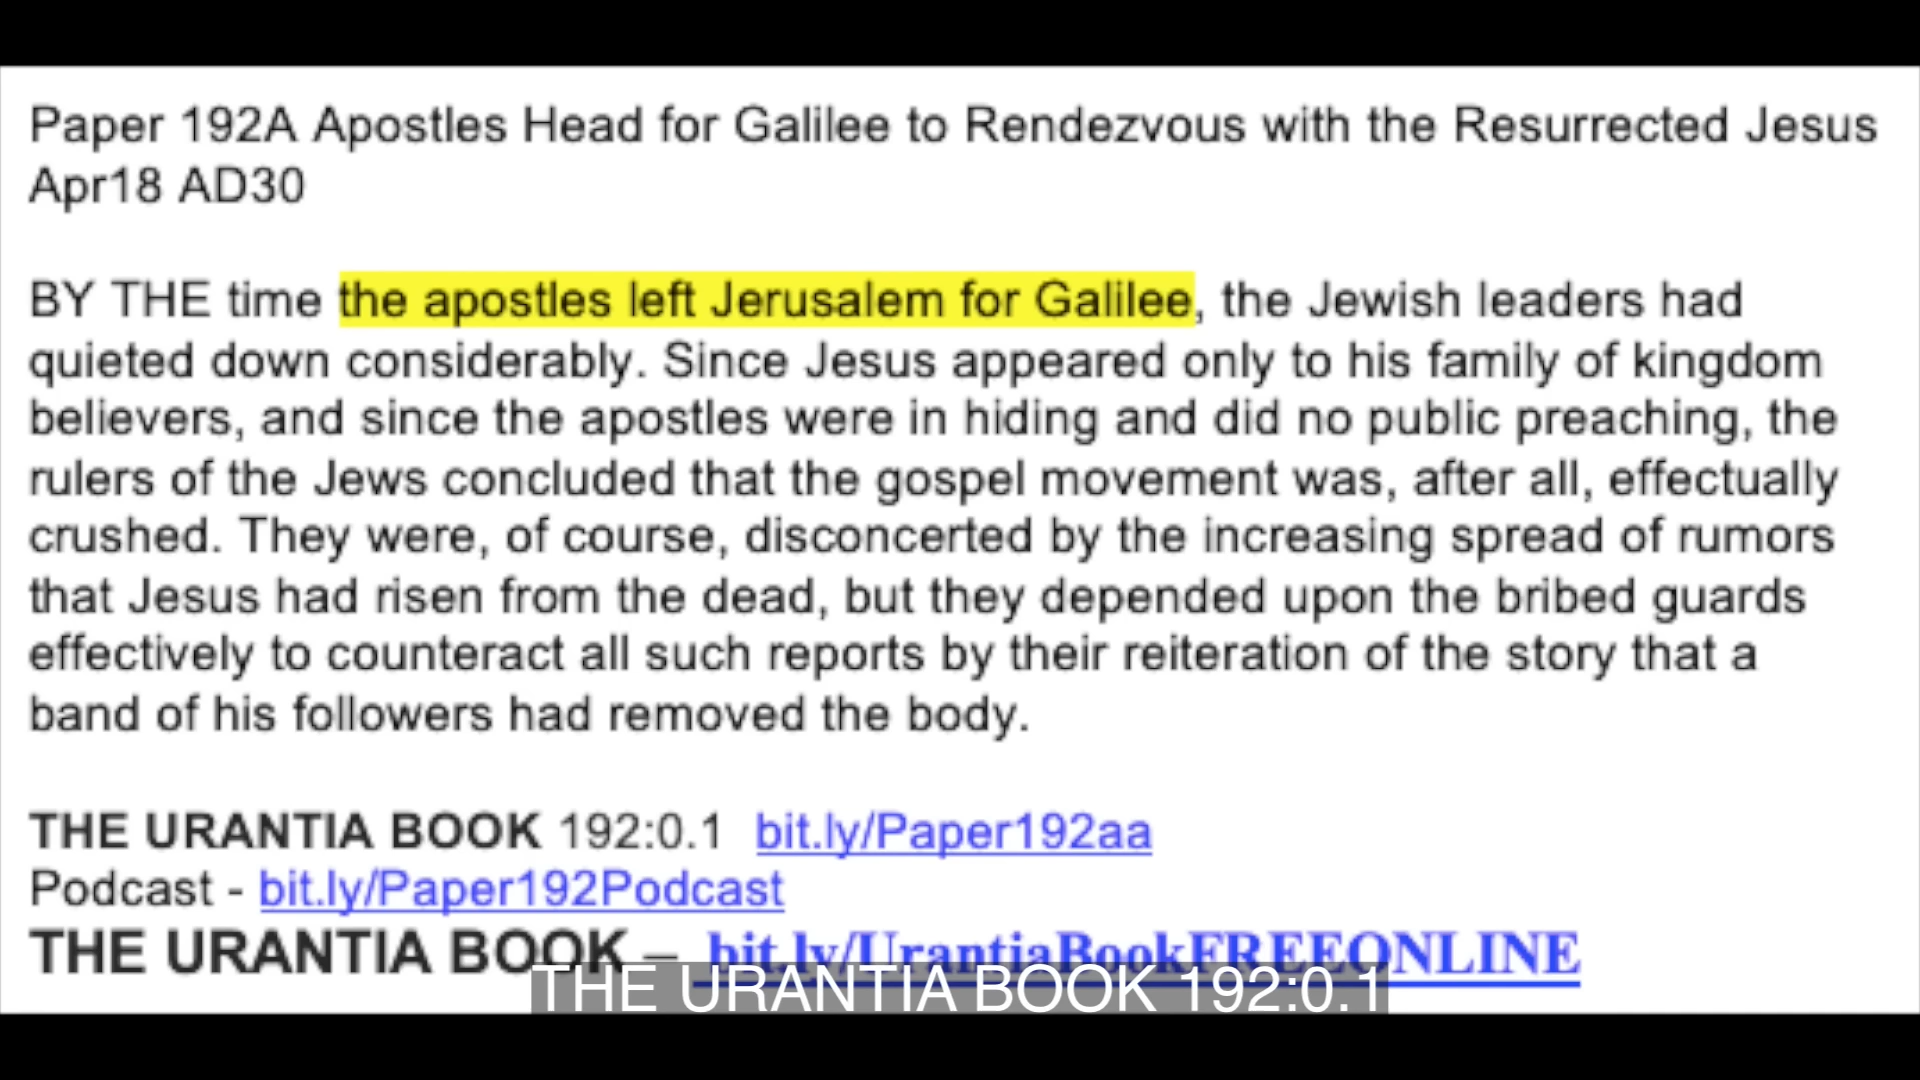 Paper 192A Apostles Head for Galilee to Rendezvous with the Resurrected Jesus
Apr18 AD30
BY THE time the apostles left Jerusalem for Galilee, the Jewish leaders had
quieted down considerably. Since Jesus appeared only to his family of kingdom
believers, and since the apostles were in hiding and did no public preaching, the
rulers of the Jews concluded that the gospel movement was, after all, effectually
crushed. They were, of course, disconcerted by the increasing spread of rumors
that Jesus had risen from the dead, but they depended upon the bribed guards
effectively to counteract all such reports by their reiteration of the story that a
band of his followers had removed the body.
THE URANTIA BOOK 192:0.1 bit.ly/Paper192aa
Podcast - bit.ly/Paper192Podcast
THE URANTIA BOOK – bit.ly/UrantiaBookFREEONLINE
THE URANTIA BOOK 192:0.1